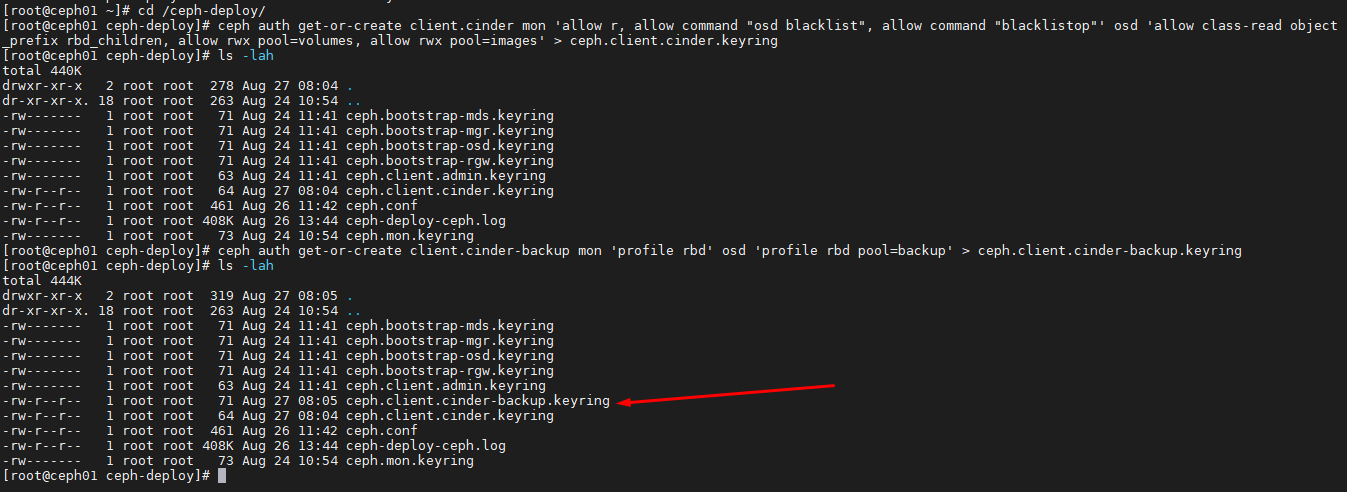 [root@ceph01 ~]# cd /ceph-deploy/
[root@ceph01 ceph-deploy]# ceph auth get-or-create client.cinder mon 'allow r, allow command "osd blacklist", allow command "blacklistop"' osd 'allow class-read object
_prefix rbd_children, allow rwx pool=volumes, allow rwx pool=images' > ceph.client.cinder.keyring
[root@ceph01 ceph-deploy]# ls -lah
total 440K
drwxr-xr-x   2 root root  278 Aug 27 08:04 .
dr-xr-xr-x. 18 root root  263 Aug 24 10:54 ..
-rw-------   1 root root   71 Aug 24 11:41 ceph.bootstrap-mds.keyring
-rw-------   1 root root   71 Aug 24 11:41 ceph.bootstrap-mgr.keyring
-rw-------   1 root root   71 Aug 24 11:41 ceph.bootstrap-osd.keyring
-rw-------   1 root root   71 Aug 24 11:41 ceph.bootstrap-rgw.keyring
-rw-------   1 root root   63 Aug 24 11:41 ceph.client.admin.keyring
-rw-r--r--   1 root root   64 Aug 27 08:04 ceph.client.cinder.keyring
-rw-r--r--   1 root root  461 Aug 26 11:42 ceph.conf
-rw-r--r--   1 root root 408K Aug 26 13:44 ceph-deploy-ceph.log
-rw-------   1 root root   73 Aug 24 10:54 ceph.mon.keyring
[root@ceph01 ceph-deploy]# ceph auth get-or-create client.cinder-backup mon 'profile rbd' osd 'profile rbd pool=backup' > ceph.client.cinder-backup.keyring
[root@ceph01 ceph-deploy]# ls -lah
total 444K
drwxr-xr-x   2 root root  319 Aug 27 08:05 .
dr-xr-xr-x. 18 root root  263 Aug 24 10:54 ..
-rw-------   1 root root   71 Aug 24 11:41 ceph.bootstrap-mds.keyring
-rw-------   1 root root   71 Aug 24 11:41 ceph.bootstrap-mgr.keyring
-rw-------   1 root root   71 Aug 24 11:41 ceph.bootstrap-osd.keyring
-rw-------   1 root root   71 Aug 24 11:41 ceph.bootstrap-rgw.keyring
-rw-------   1 root root   63 Aug 24 11:41 ceph.client.admin.keyring
-rw-r--r--   1 root root   71 Aug 27 08:05 ceph.client.cinder-backup.keyring
-rw-r--r--   1 root root   64 Aug 27 08:04 ceph.client.cinder.keyring
-rw-r--r--   1 root root  461 Aug 26 11:42 ceph.conf
-rw-r--r--   1 root root 408K Aug 26 13:44 ceph-deploy-ceph.log
-rw-------   1 root root   73 Aug 24 10:54 ceph.mon.keyring
[root@ceph01 ceph-deploy]#